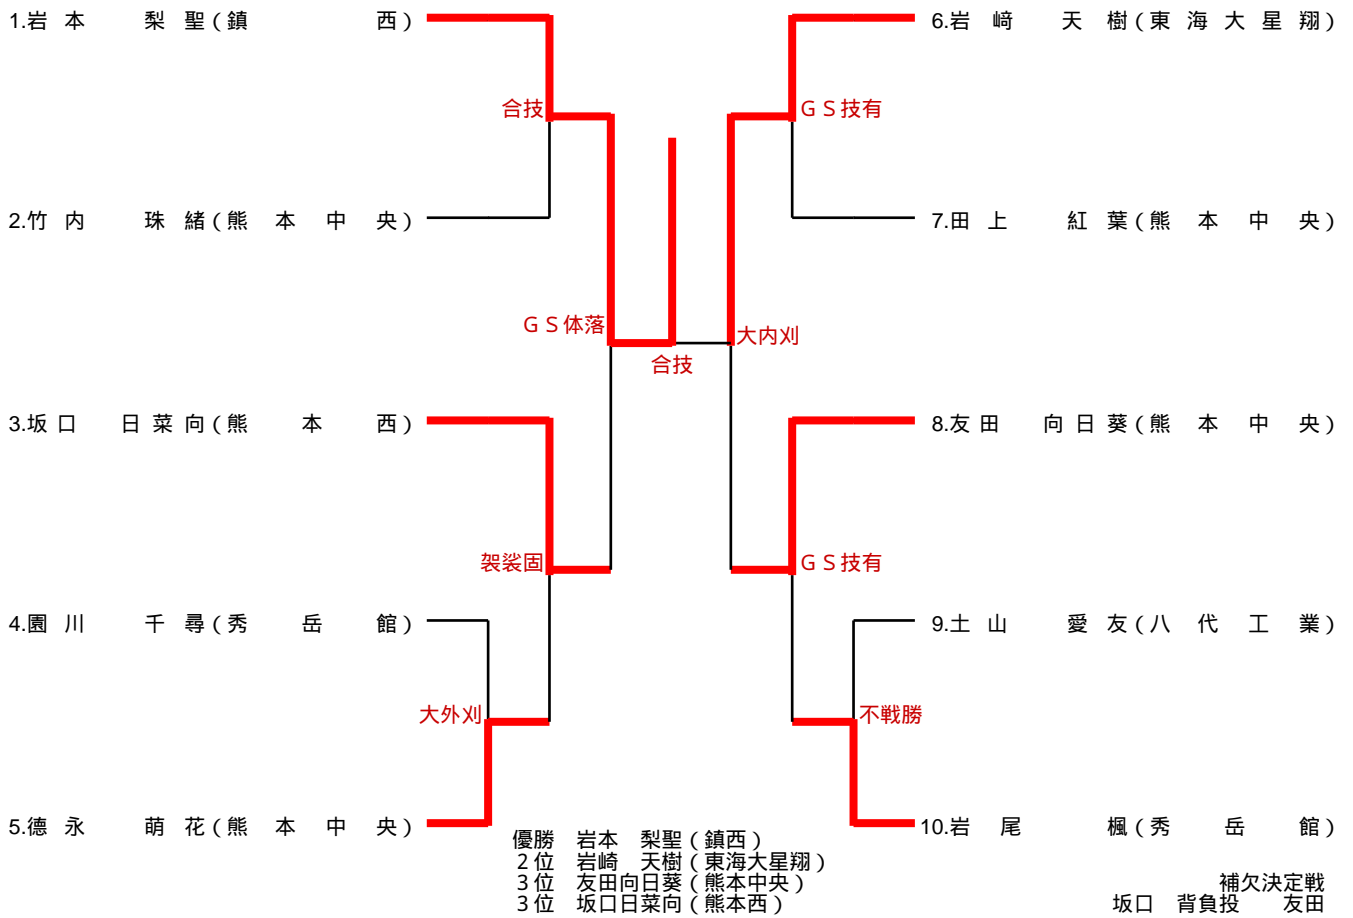 1.岩本 梨聖(鎮西)
6.岩﨑 天樹(東海大星翔)
合技
ＧＳ技有
2.竹内 珠緒(熊本中央)
7.田上 紅葉(熊本中央)
ＧＳ体落
大内刈
合技
3.坂口 日菜向(熊本西)
8.友田 向日葵(熊本中央)
袈裟固
ＧＳ技有
4.園川 千尋(秀岳館)
9.土山 愛友(八代工業)
大外刈
不戦勝
5.德永 萌花(熊本中央)
10.岩尾 楓(秀岳館)
優勝 岩本 梨聖(鎮西)
２位 岩崎 天樹(東海大星翔)
３位 友田向日葵(熊本中央)
３位 坂口日菜向(熊本西)
補欠決定戦
坂口 背負投 友田